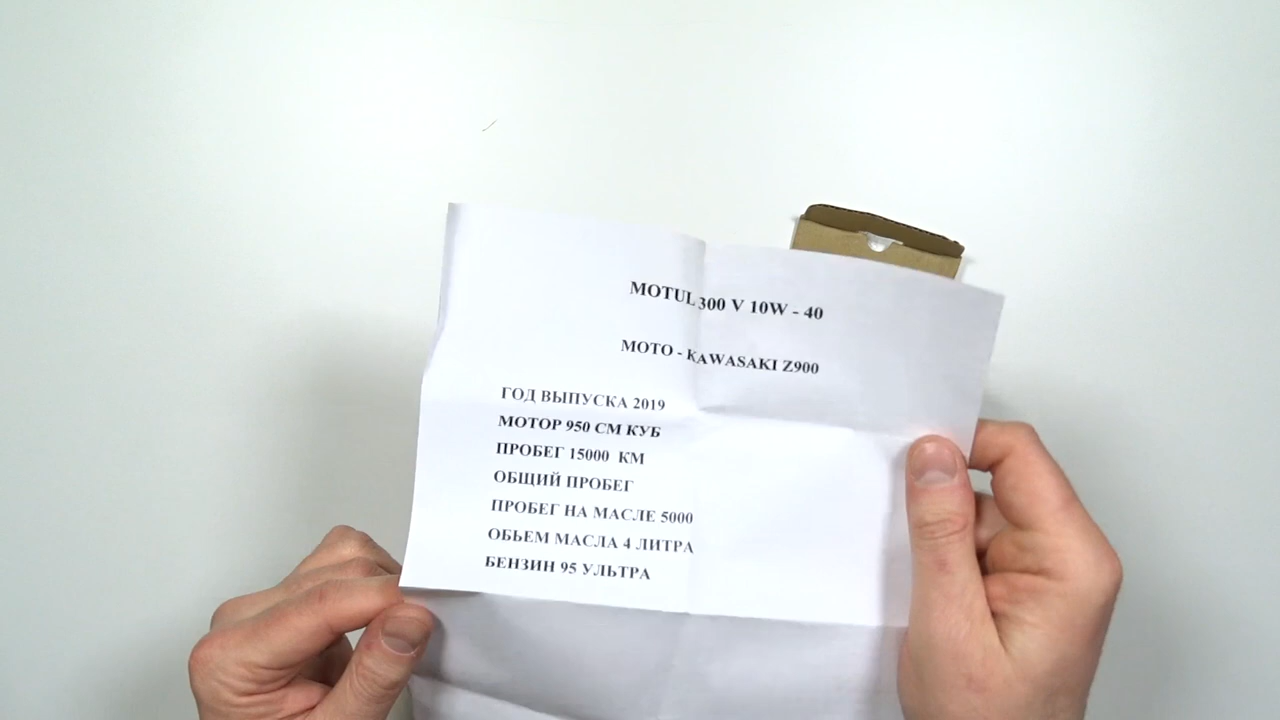 MOTUL 300 V 10W - 40
МОТО - KAWASAKI Z900
ГОД ВЫПУСКА 2019
МОТОР 950 СМ КУБ
ПРОБЕГ 15000 КМ
ОБЩИЙ ПРОБЕГ
ПРОБЕГ НА МАСЛЕ 5000
ОБЬЕМ МАСЛА 4 ЛИТРА
БЕНЗИН 95 УЛЬТРА